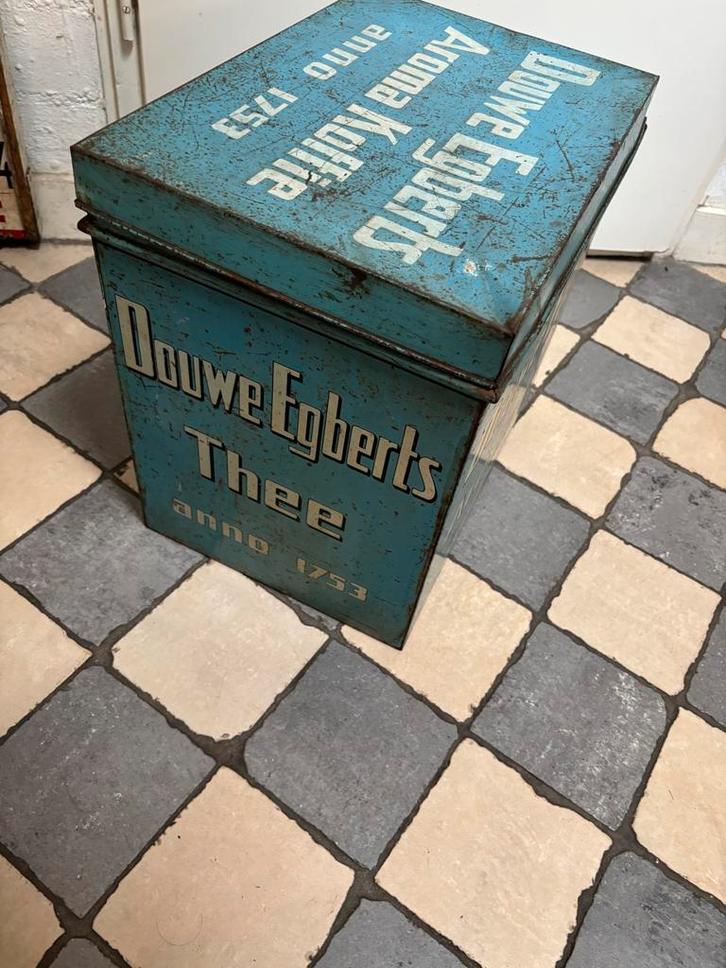 Douwe Egberts
Aroma Koffie
anno 1753
Douwe Egberts
Thee
anno 1753